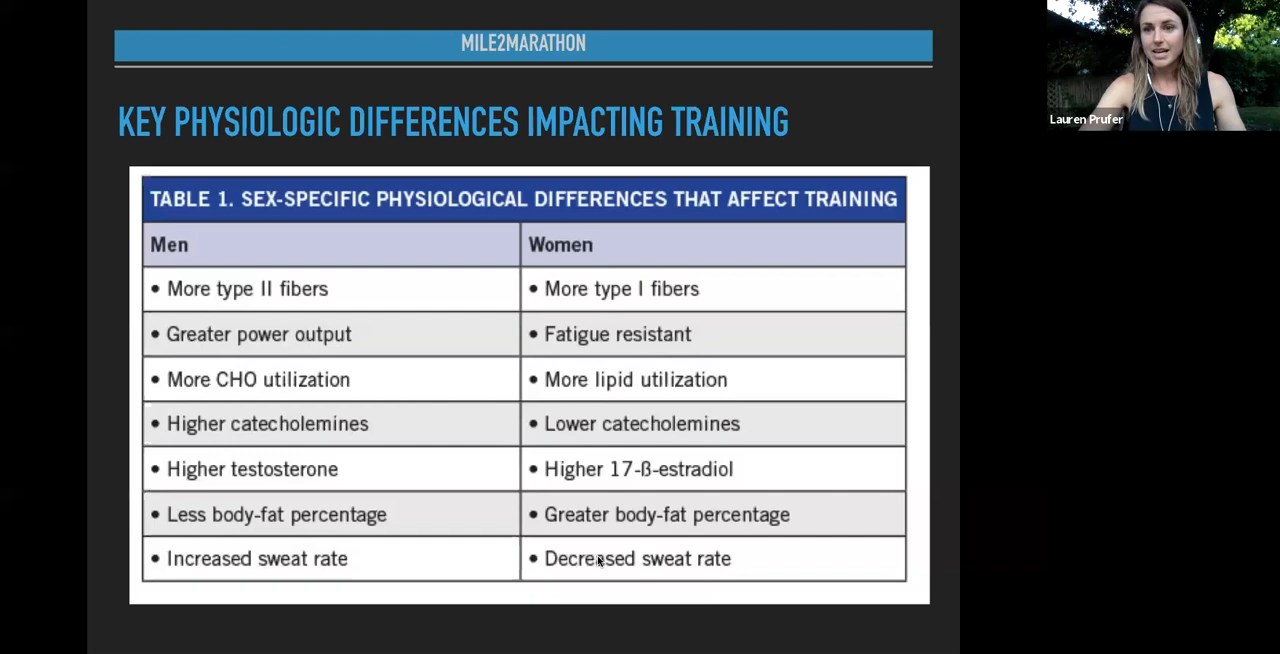 MILE2MARATHON
KEY PHYSIOLOGIC DIFFERENCES IMPACTING TRAINING
TABLE 1. SEX-SPECIFIC PHYSIOLOGICAL DIFFERENCES THAT AFFECT TRAINING
Men Women
• More type II fibers • More type I fibers
• Greater power output • Fatigue resistant
• More CHO utilization • More lipid utilization
• Higher catecholemines • Lower catecholemines
• Higher testosterone • Higher 17-ß-estradiol
• Less body-fat percentage • Greater body-fat percentage
• Increased sweat rate • Decreased sweat rate
Lauren Prufer